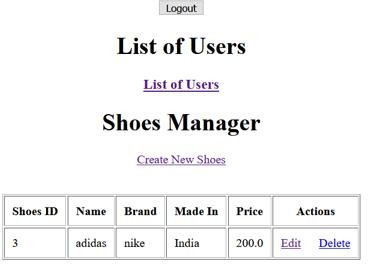 Logout
List of Users
List of Users
Shoes Manager
Create New Shoes
Shoes ID Name Brand Made In Price Actions
3 adidas nike India 200.0 Edit Delete